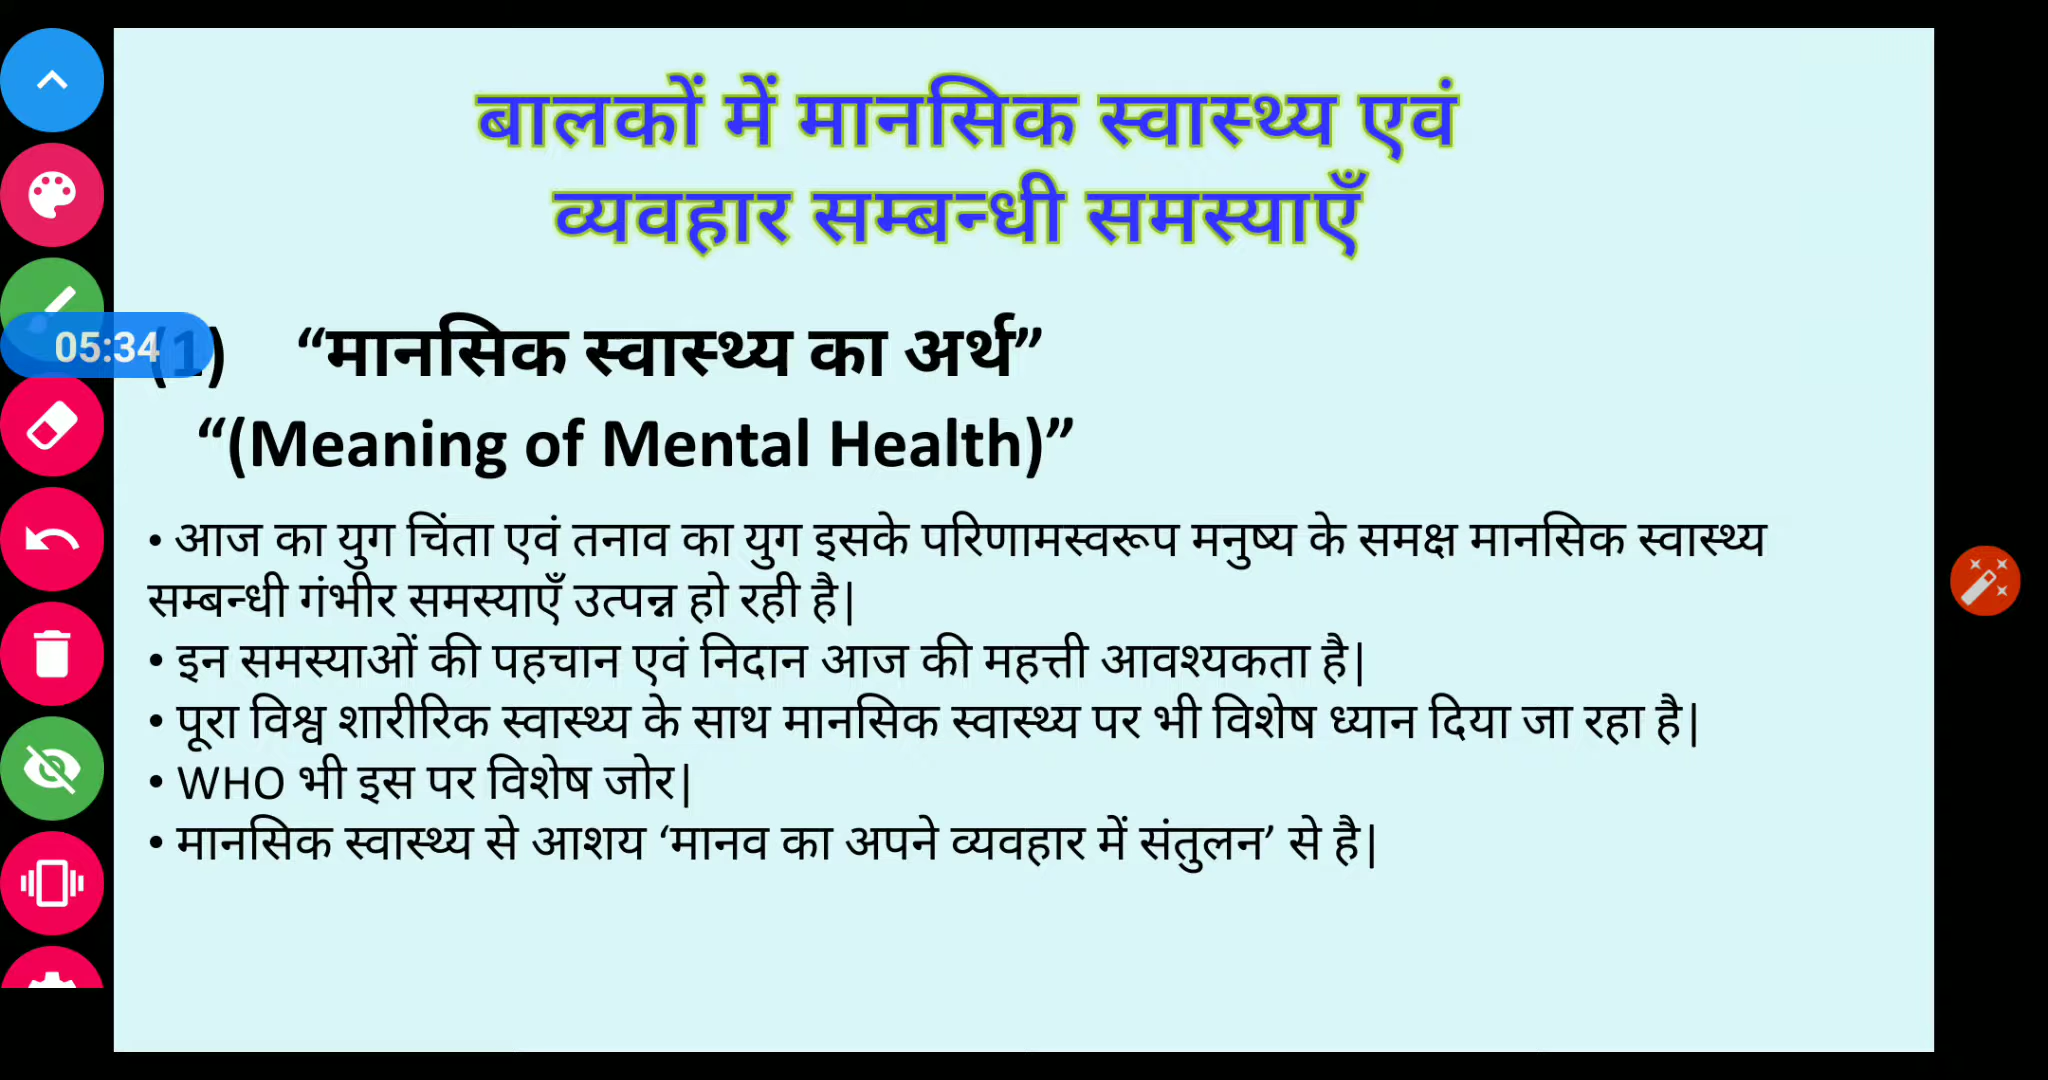 बालकों में मानसिक स्वास्थ्य एवं
व्यवहार सम्बन्धी समस्याएँ
05:34
(1) “मानसिक स्वास्थ्य का अर्थ”
“(Meaning of Mental Health)”
• आज का युग चिंता एवं तनाव का युग इसके परिणामस्वरूप मनुष्य के समक्ष मानसिक स्वास्थ्य
सम्बन्धी गंभीर समस्याएँ उत्पन्न हो रही है|
• इन समस्याओं की पहचान एवं निदान आज की महत्ती आवश्यकता है|
• पूरा विश्व शारीरिक स्वास्थ्य के साथ मानसिक स्वास्थ्य पर भी विशेष ध्यान दिया जा रहा है|
• WHO भी इस पर विशेष जोर|
• मानसिक स्वास्थ्य से आशय ‘मानव का अपने व्यवहार में संतुलन’ से है|